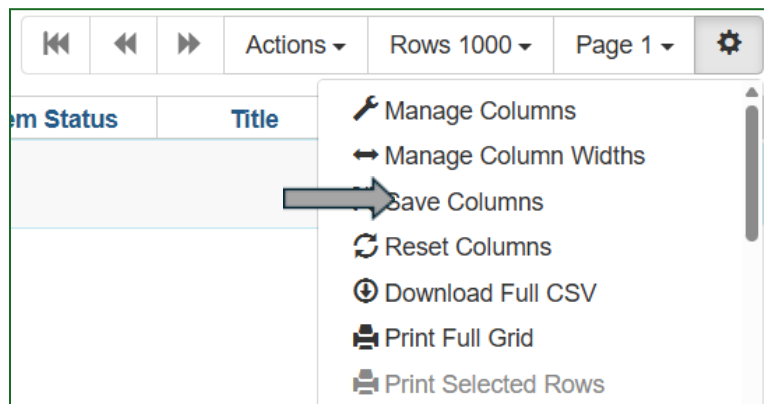 Actions Rows 1000 Page 1
em Status Title
Manage Columns
Manage Column Widths
Save Columns
Reset Columns
Download Full CSV
Print Full Grid
Print Selected Rows